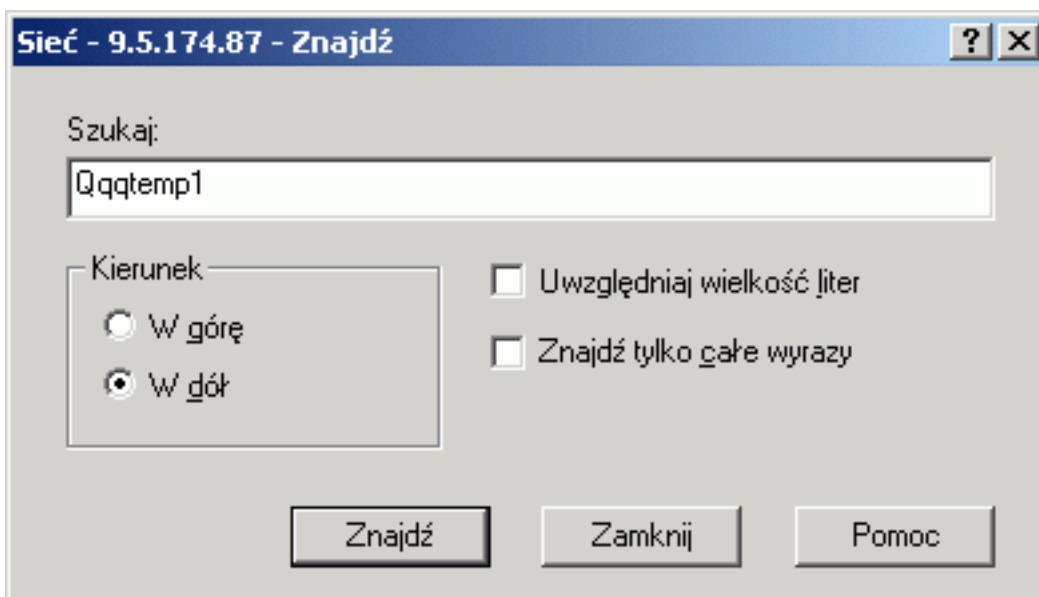 Sieć - 9.5.174.87 - Znajdź
Szukaj:
Qqqtemp1
Kierunek
W górę
W dół
Uwzględniaj wielkość liter
Znajdź tylko całe wyrazy
Znajdź Zamknij Pomoc